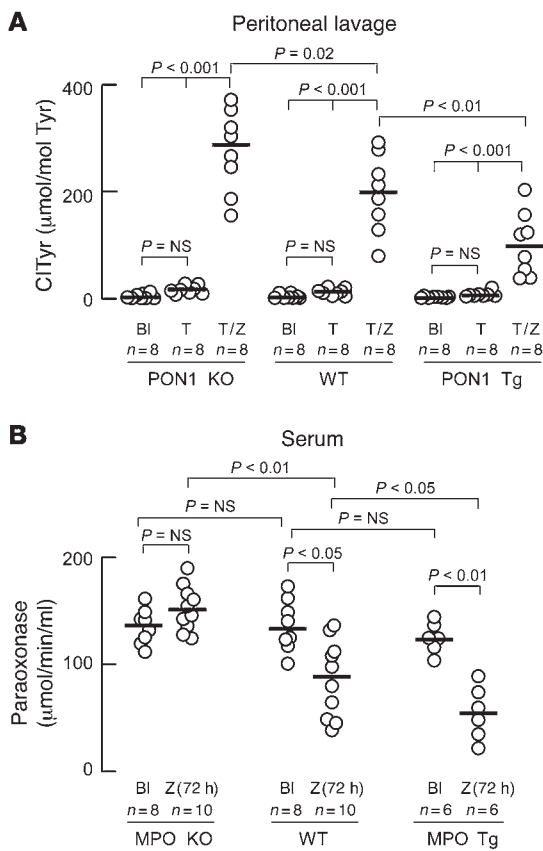 A
Peritoneal lavage
P = 0.02
P < 0.001
P < 0.001
P < 0.01
P < 0.001
ClTyr (μmol/mol Tyr)
400
200
0
P = NS
P = NS
P = NS
Bl T T/Z Bl T T/Z Bl T T/Z
n=8 n=8 n=8 n=8 n=8 n=8 n=8 n=8 n=8
PON1 KO WT PON1 Tg
B
Serum
P < 0.01
P < 0.05
P = NS
P = NS
P = NS
P < 0.05
P < 0.01
Paraoxonase
(μmol/min/ml)
200
100
0
Bl Z(72 h) Bl Z(72 h) Bl Z(72 h)
n=8 n=10 n=8 n=10 n=6 n=6
MPO KO WT MPO Tg